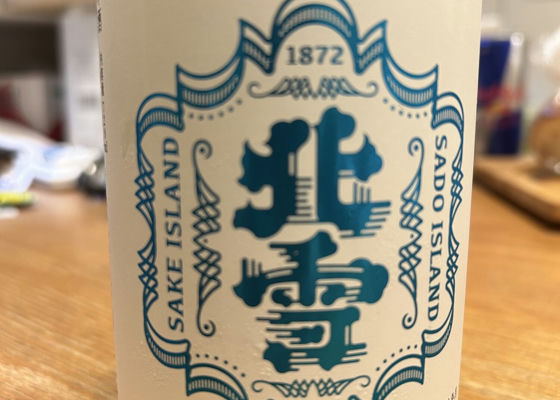 1872
SAKE ISLAND
北雪
SADO ISLAND